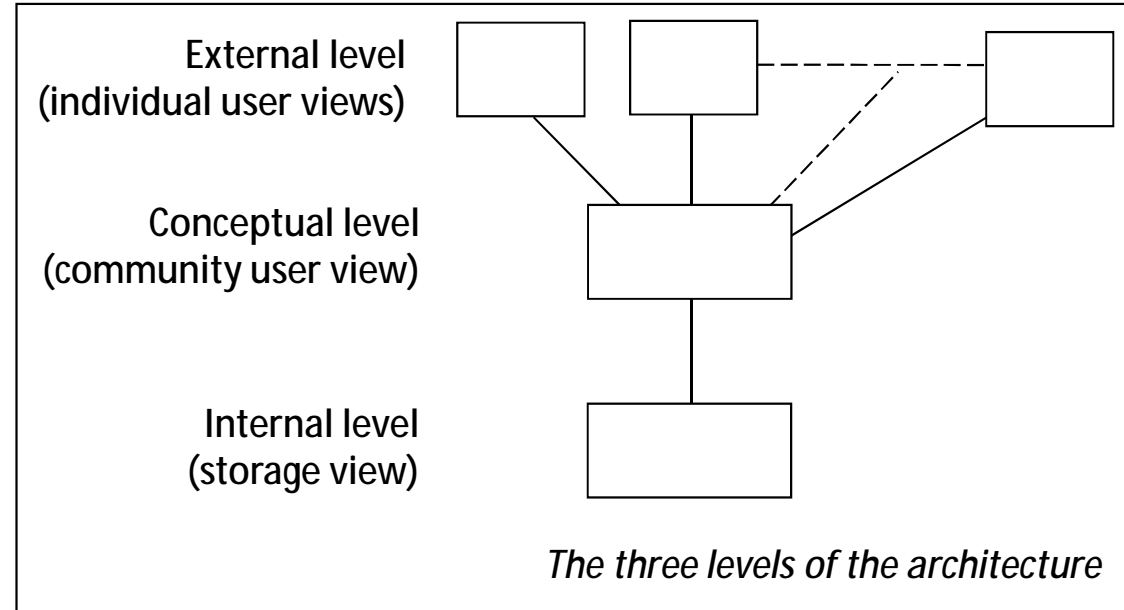 External level
(individual user views)
Conceptual level
(community user view)
Internal level
(storage view)
The three levels of the architecture